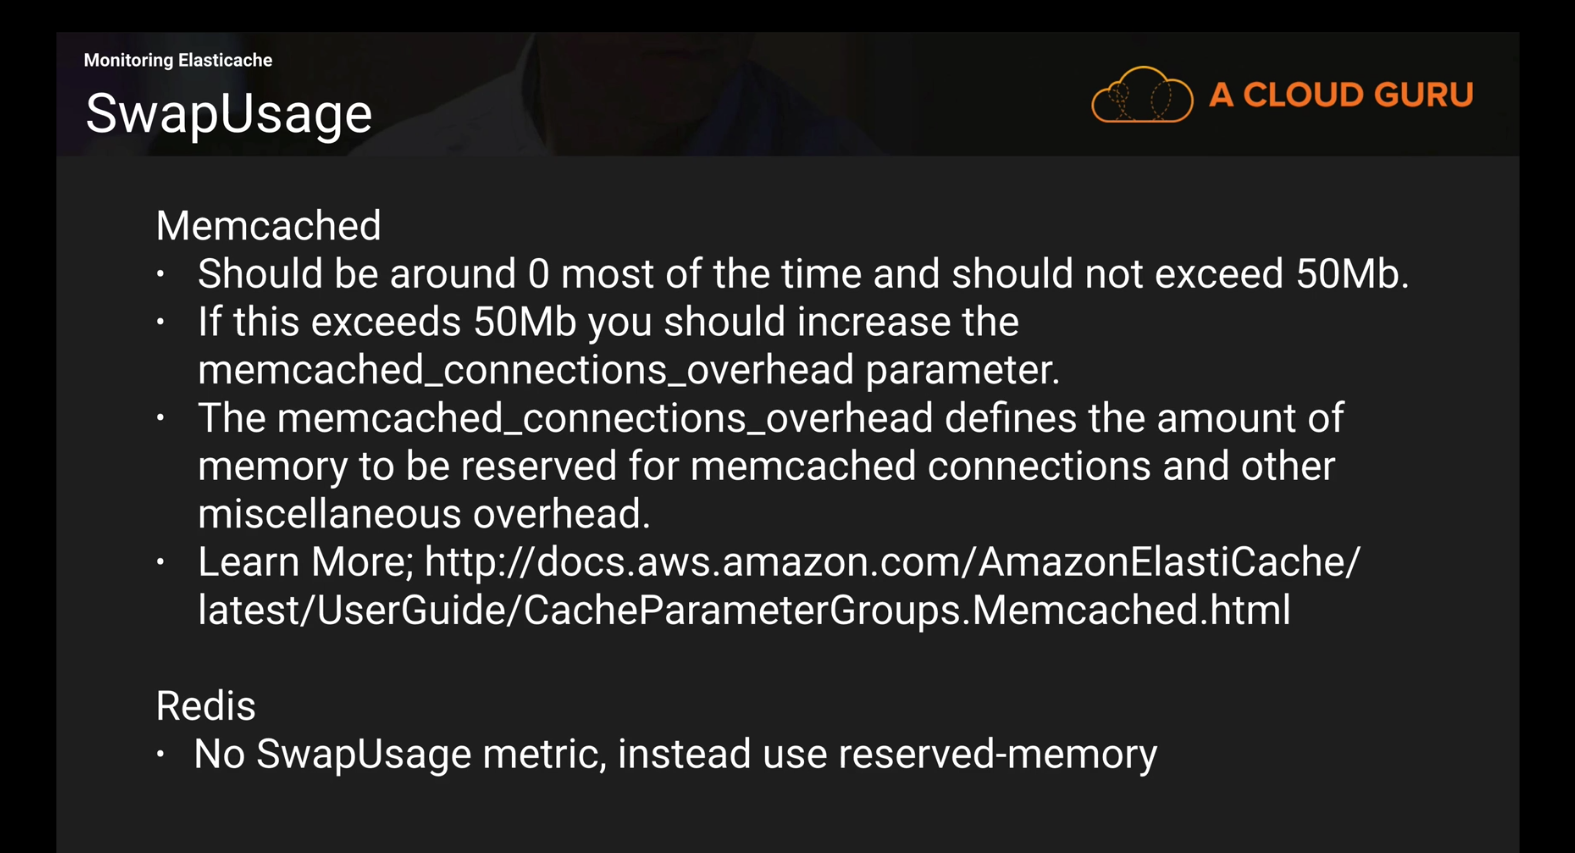 Monitoring Elasticache
SwapUsage
A CLOUD GURU
Memcached
• Should be around 0 most of the time and should not exceed 50Mb.
• If this exceeds 50Mb you should increase the
memcached_connections_overhead parameter.
• The memcached_connections_overhead defines the amount of
memory to be reserved for memcached connections and other
miscellaneous overhead.
• Learn More; http://docs.aws.amazon.com/AmazonElastiCache/
latest/UserGuide/CacheParameterGroups.Memcached.html
Redis
• No SwapUsage metric, instead use reserved-memory